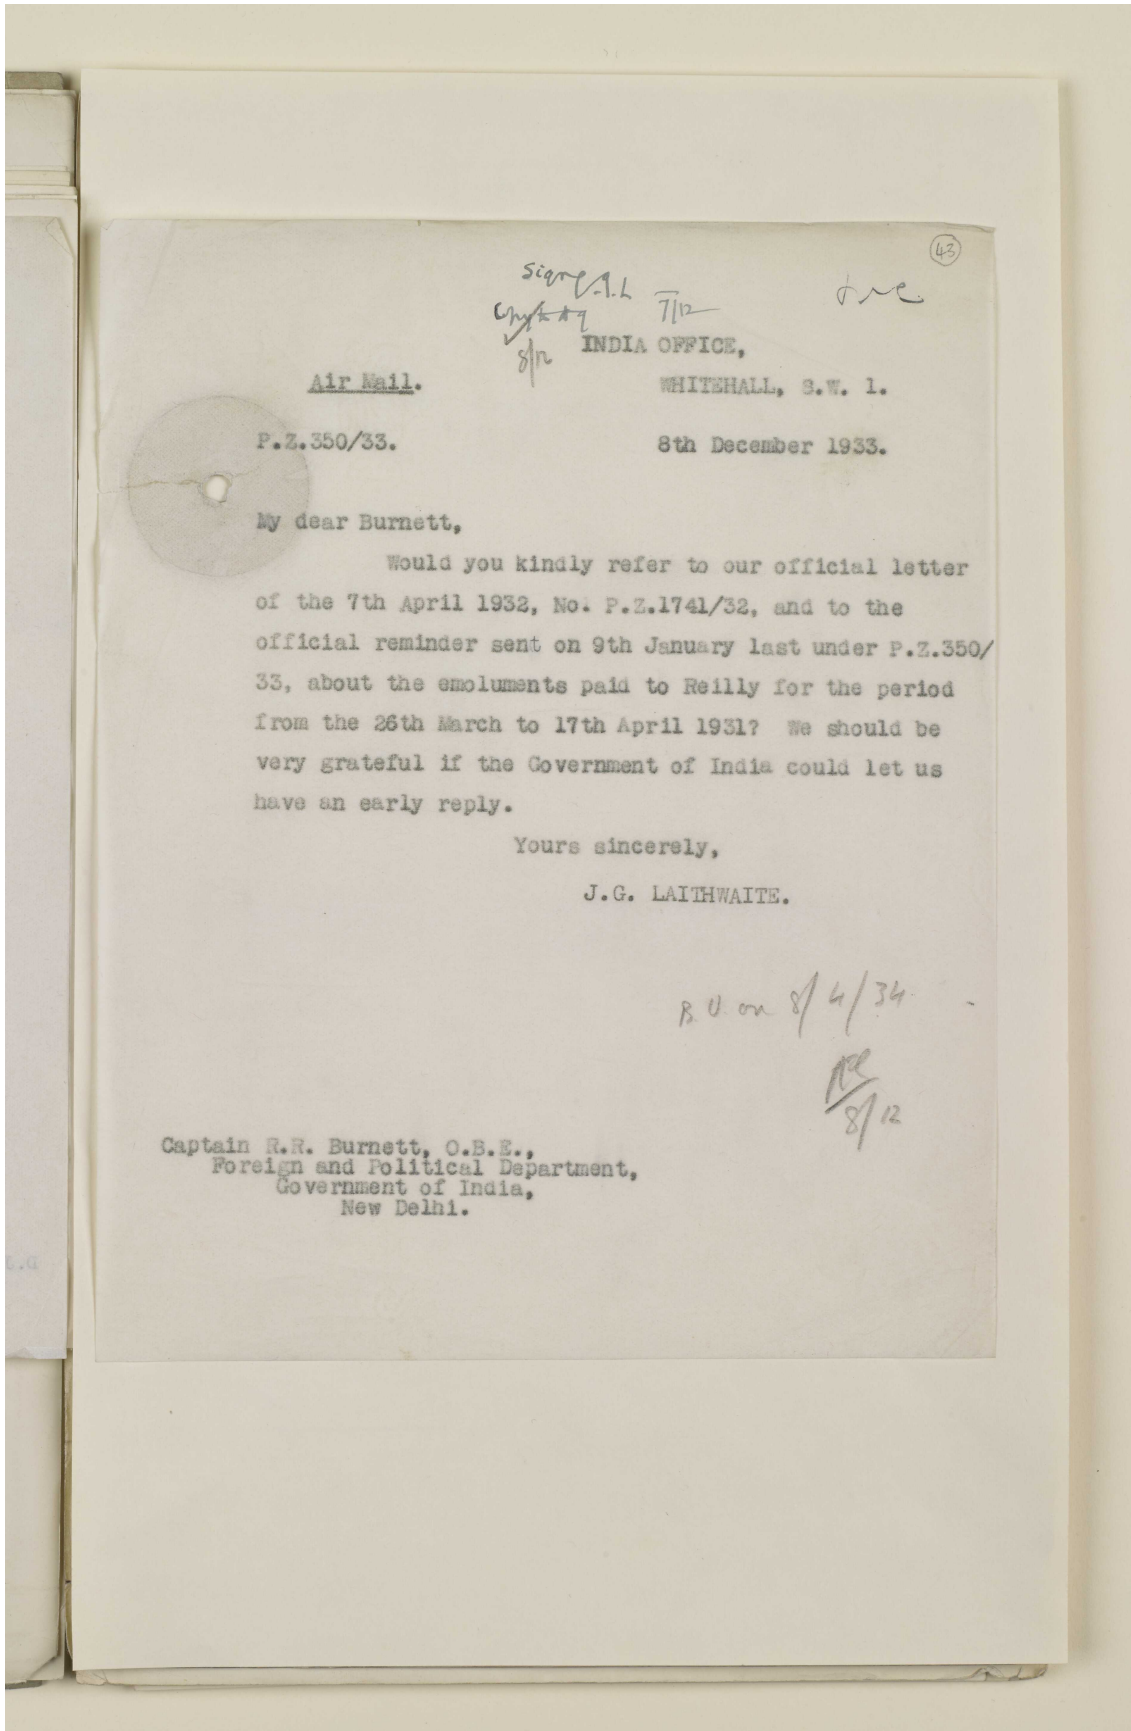 43
Signed
7/12
8/12
INDIA OFFICE,
Air Mail.
WHITEHALL, S.W. 1.
P.Z.350/33.
8th December 1933.
My dear Burnett,
Would you kindly refer to our official letter
of the 7th April 1932, No. P.Z.1741/32, and to the
official reminder sent on 9th January last under P.Z.350/
33, about the emoluments paid to Reilly for the period
from the 26th March to 17th April 1931? We should be
very grateful if the Government of India could let us
have an early reply.
Yours sincerely,
J.G. LAITHWAITE.
B.U. on 8/4/34.
8/12
Captain R.R. Burnett, O.B.E.,
Foreign and Political Department,
Government of India,
New Delhi.